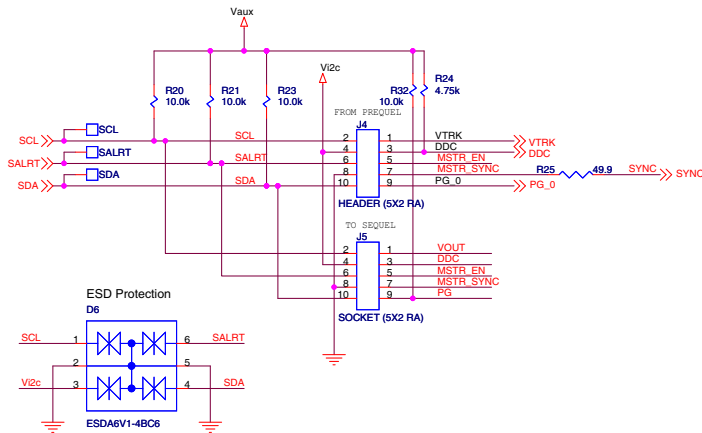 Vaux
Vi2c
R20
10.0k
R21
10.0k
R23
10.0k
R32
10.0k
R24
4.75k
FROM PREQUEL
J4
SCL
SCL
SCL
2
1
VTRK
VTRK
4
3
DDC
DDC
SALRT
SALRT
SALRT
6
5
MSTR_EN
8
7
MSTR_SYNC
R25
49.9
SYNC
SYNC
SDA
SDA
SDA
10
9
PG_0
PG_0
HEADER (5X2 RA)
TO SEQUEL
J5
2
1
VOUT
4
3
DDC
6
5
MSTR_EN
8
7
MSTR_SYNC
10
9
PG
SOCKET (5X2 RA)
ESD Protection
D6
SCL
1
6
SALRT
2
5
Vi2c
3
4
SDA
ESDA6V1-4BC6